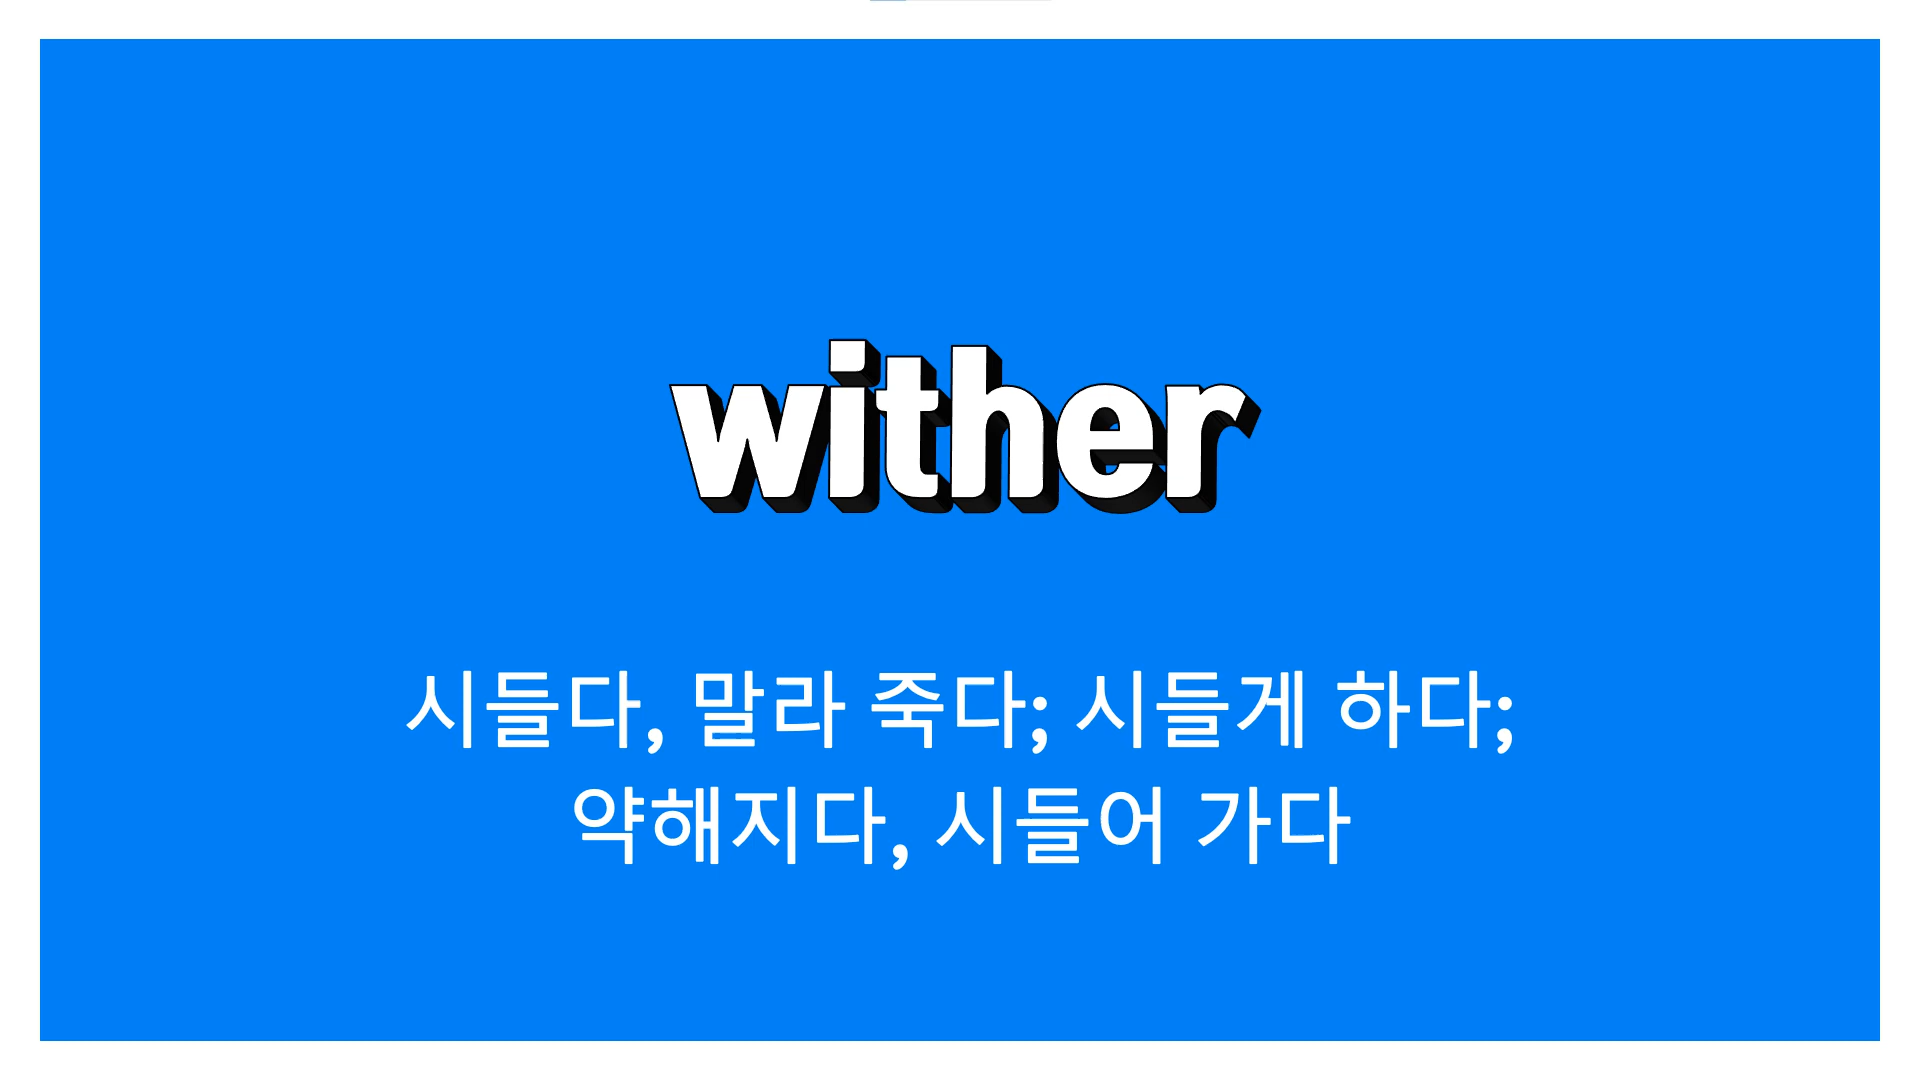 wither
시들다, 말라 죽다; 시들게 하다;
약해지다, 시들어 가다